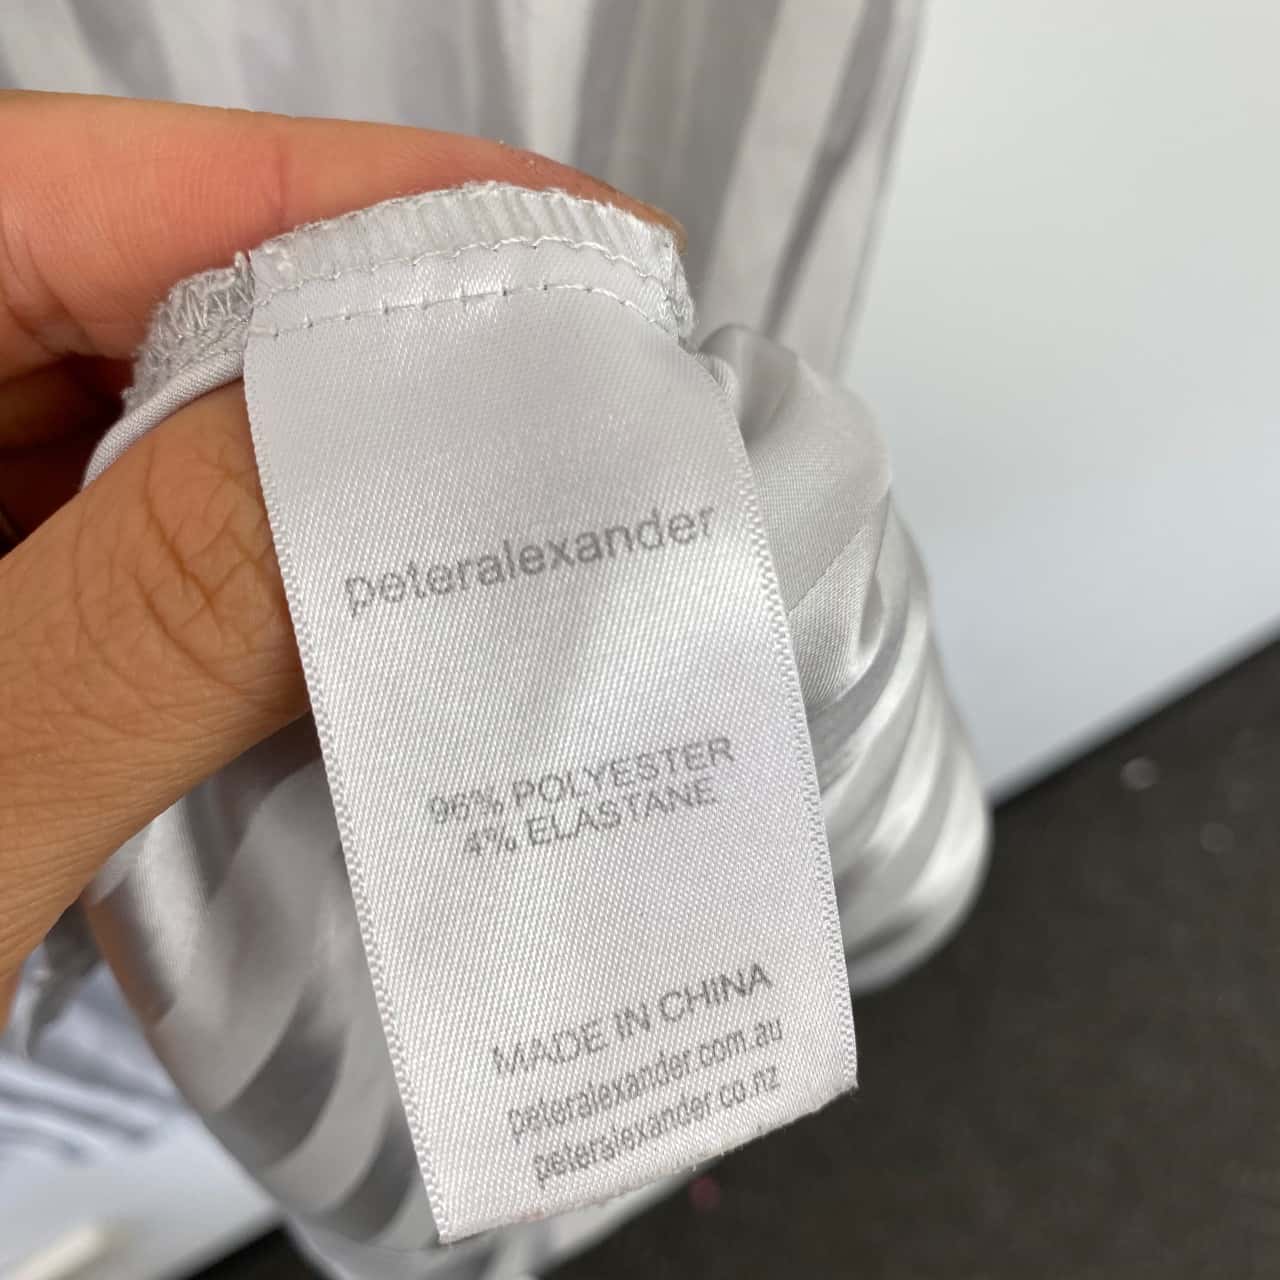 peteralexander
96% POLYESTER
4% ELASTANE
MADE IN CHINA
peteralexander.com.au
peteralexander.co.nz